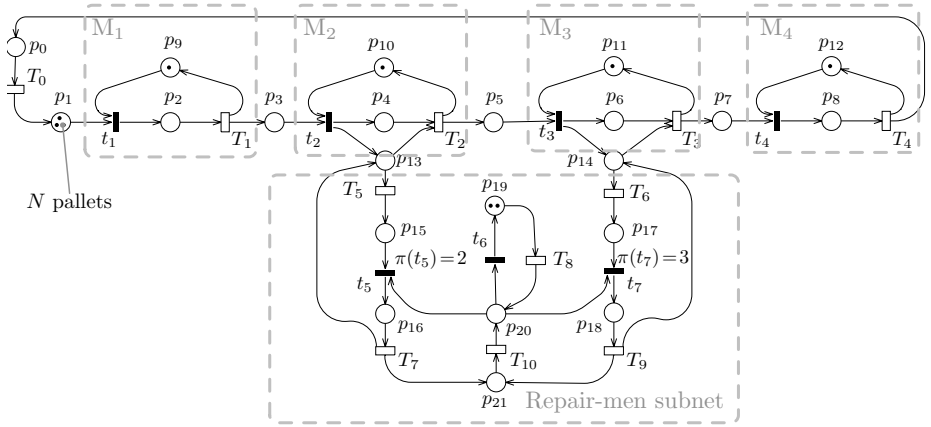 M1 M2 M3 M4
p0 p9 p10 p11 p12
T0
p1 p2 p3 p4 p5 p6 p7 p8
t1 T1 t2 T2 t3 T3 t4 T4
p13 p14
N pallets
T5 p19 T6
p15 t6 p17
π(t5)=2 T8 π(t7)=3
t5 t7
p16 p20 p18
T7 T10 T9
p21
Repair-men subnet